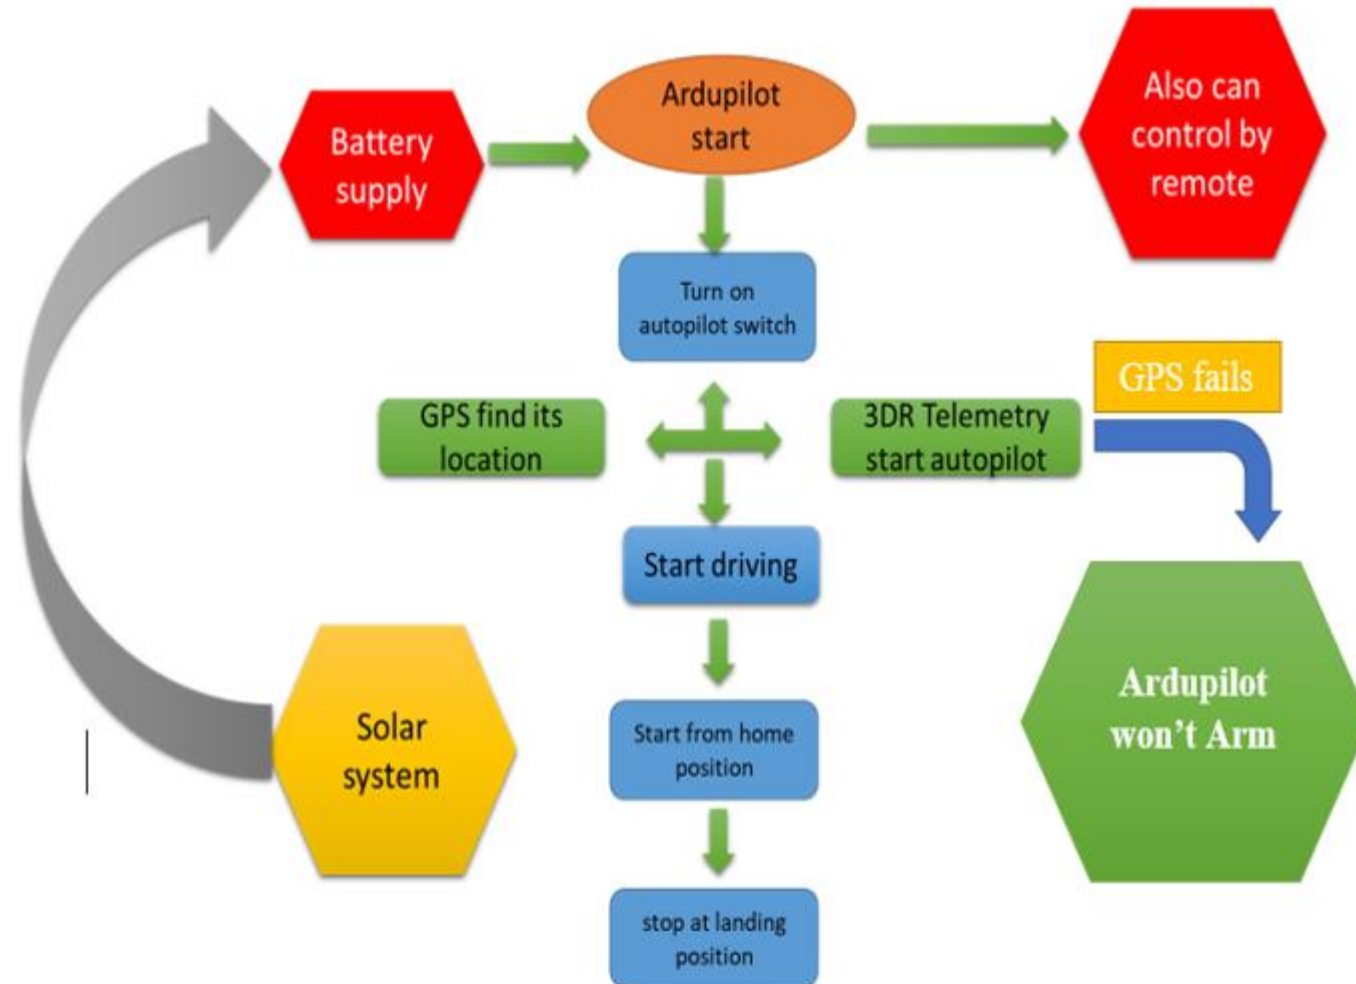 Battery
supply
Ardupilot
start
Also can
control by
remote
Turn on
autopilot switch
GPS find its
location
3DR Telemetry
start autopilot
GPS fails
Start driving
Ardupilot
won’t Arm
Solar
system
Start from home
position
stop at landing
position